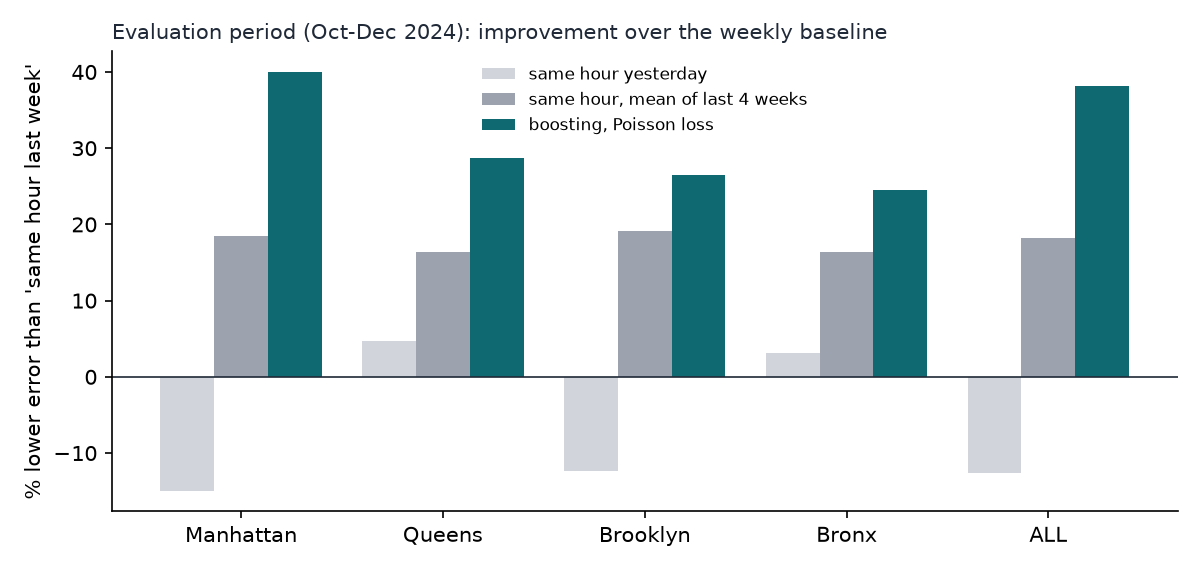 Evaluation period (Oct-Dec 2024): improvement over the weekly baseline
% lower error than 'same hour last week'
same hour yesterday
same hour, mean of last 4 weeks
boosting, Poisson loss
40
30
20
10
0
−10
Manhattan
Queens
Brooklyn
Bronx
ALL